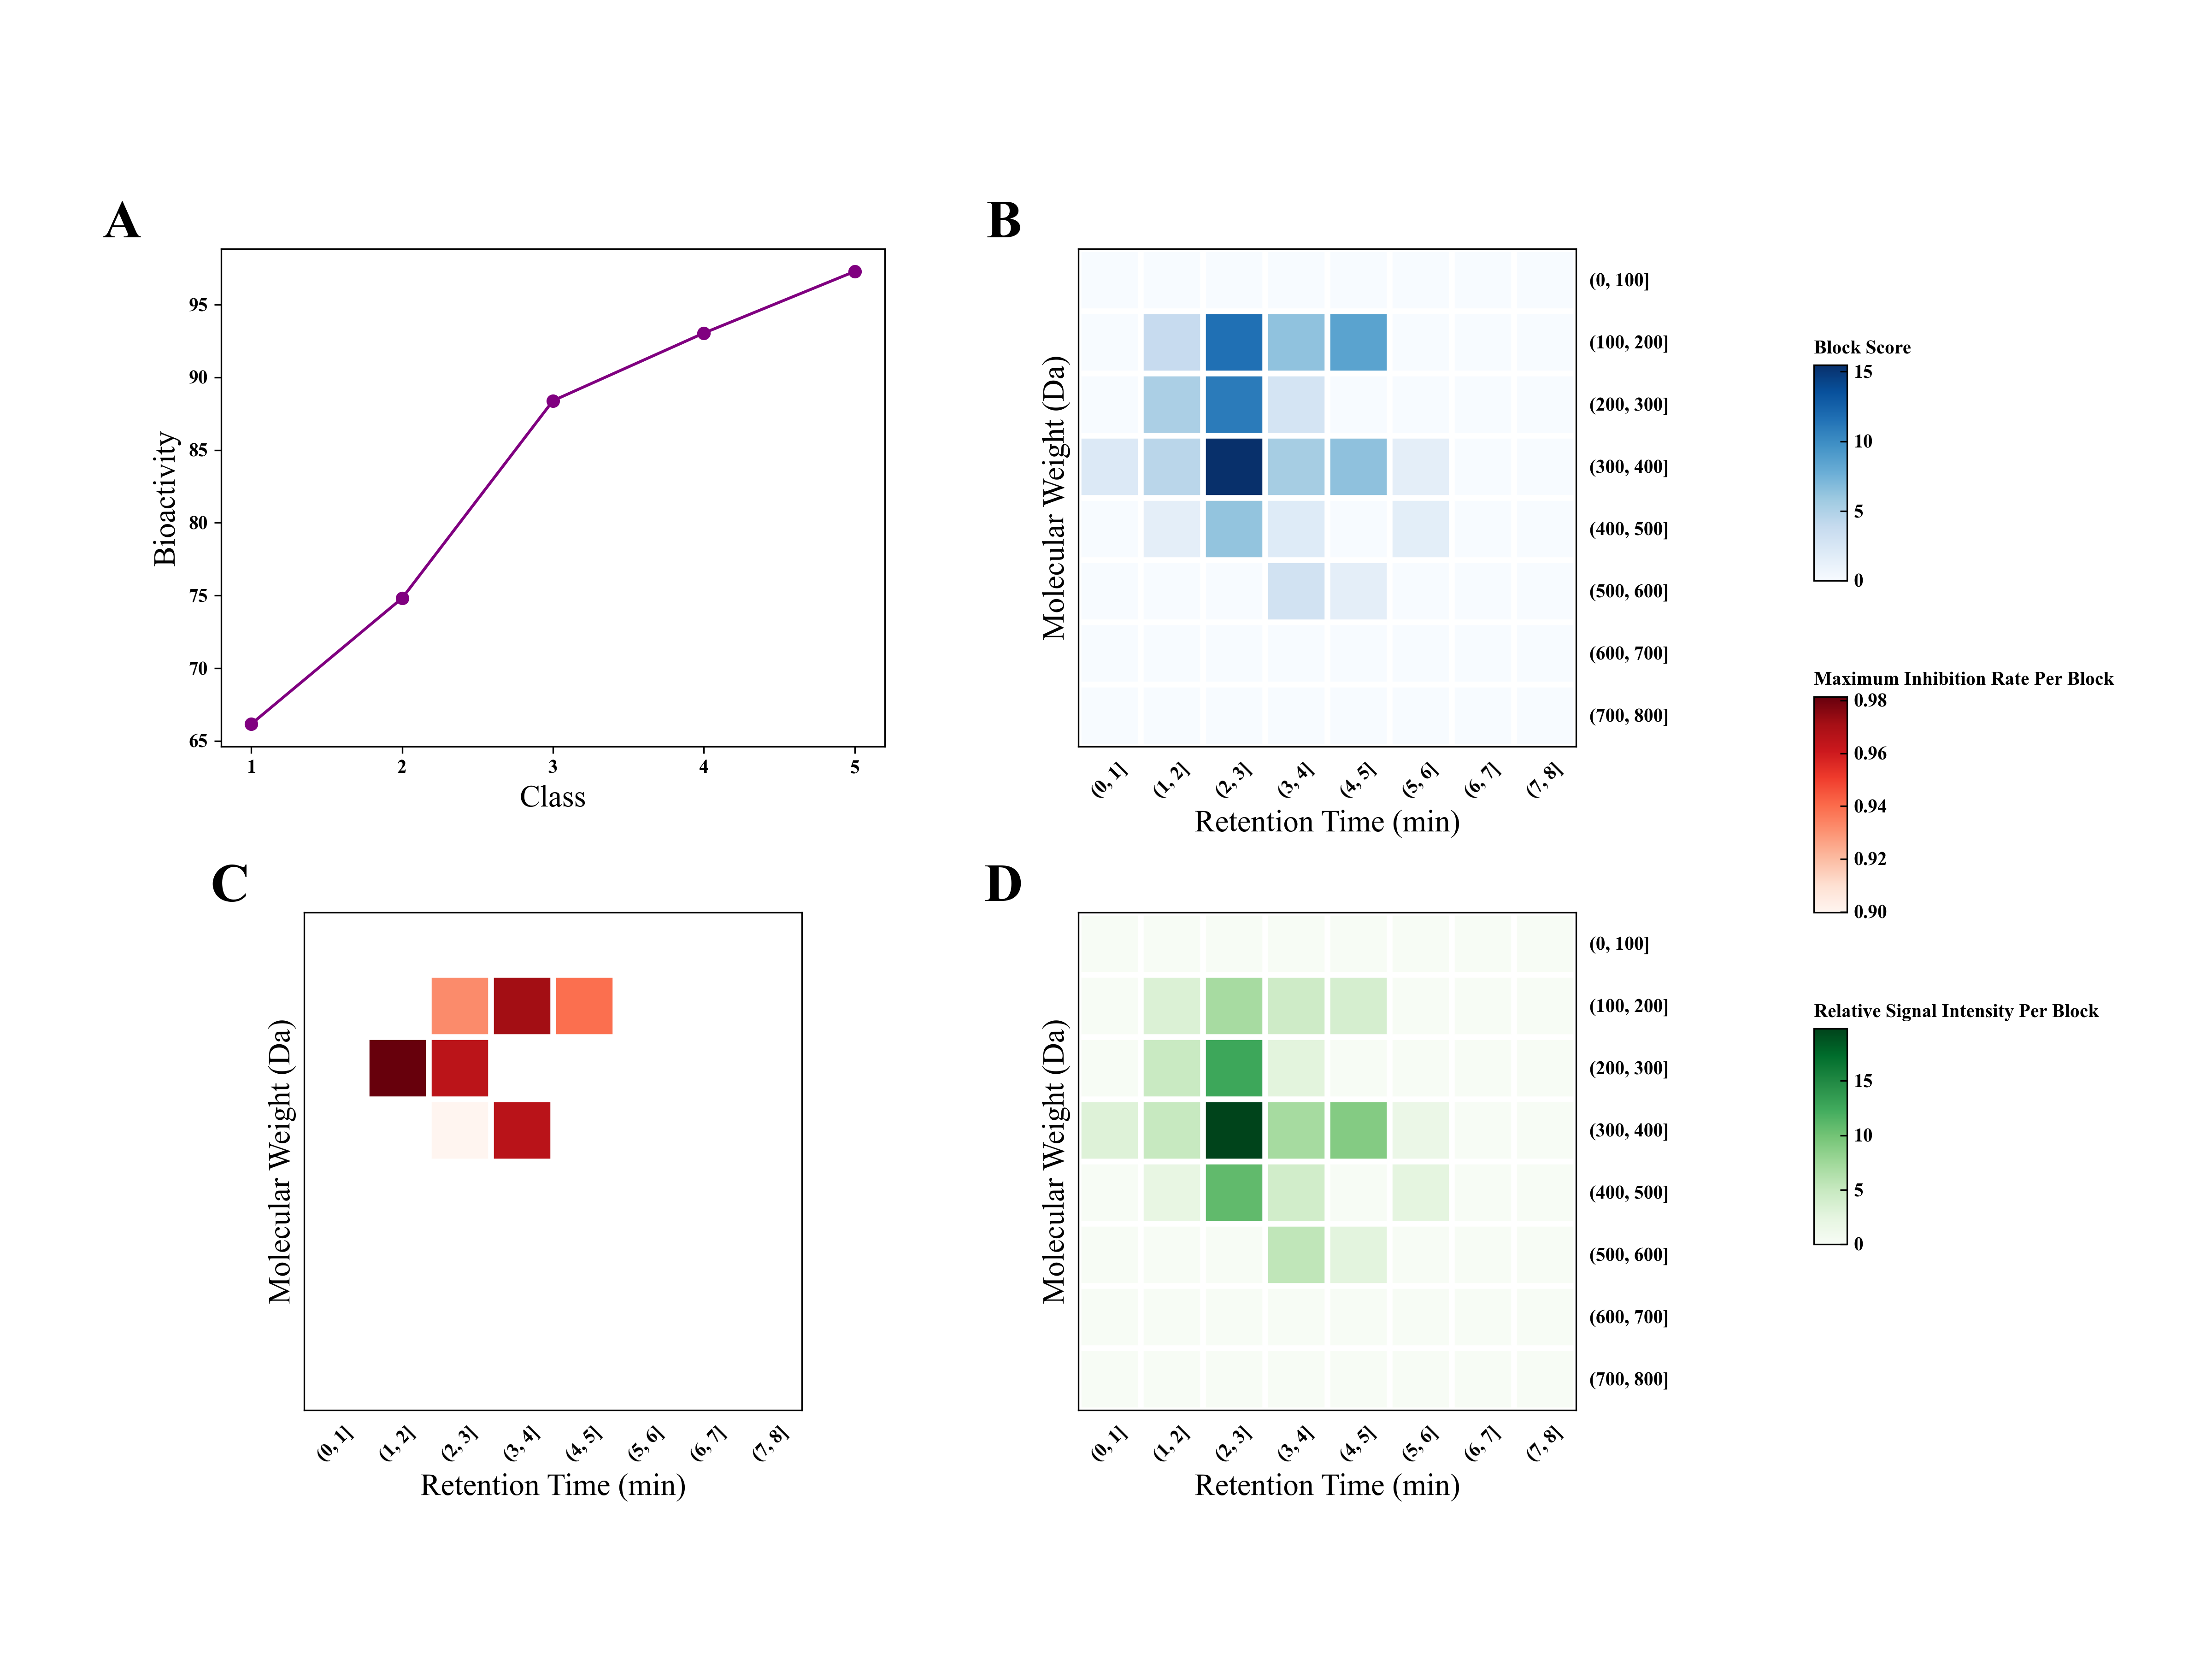 A
Bioactivity
95
90
85
80
75
70
65
1 2 3 4 5
Class
B
Molecular Weight (Da)
(0, 100]
(100, 200]
(200, 300]
(300, 400]
(400, 500]
(500, 600]
(600, 700]
(700, 800]
(0, 1] (1, 2] (2, 3] (3, 4] (4, 5] (5, 6] (6, 7] (7, 8]
Retention Time (min)
Block Score
15
10
5
0
Maximum Inhibition Rate Per Block
0.98
0.96
0.94
0.92
0.90
C
Molecular Weight (Da)
(0, 1] (1, 2] (2, 3] (3, 4] (4, 5] (5, 6] (6, 7] (7, 8]
Retention Time (min)
D
Molecular Weight (Da)
(0, 100]
(100, 200]
(200, 300]
(300, 400]
(400, 500]
(500, 600]
(600, 700]
(700, 800]
(0, 1] (1, 2] (2, 3] (3, 4] (4, 5] (5, 6] (6, 7] (7, 8]
Retention Time (min)
Relative Signal Intensity Per Block
15
10
5
0